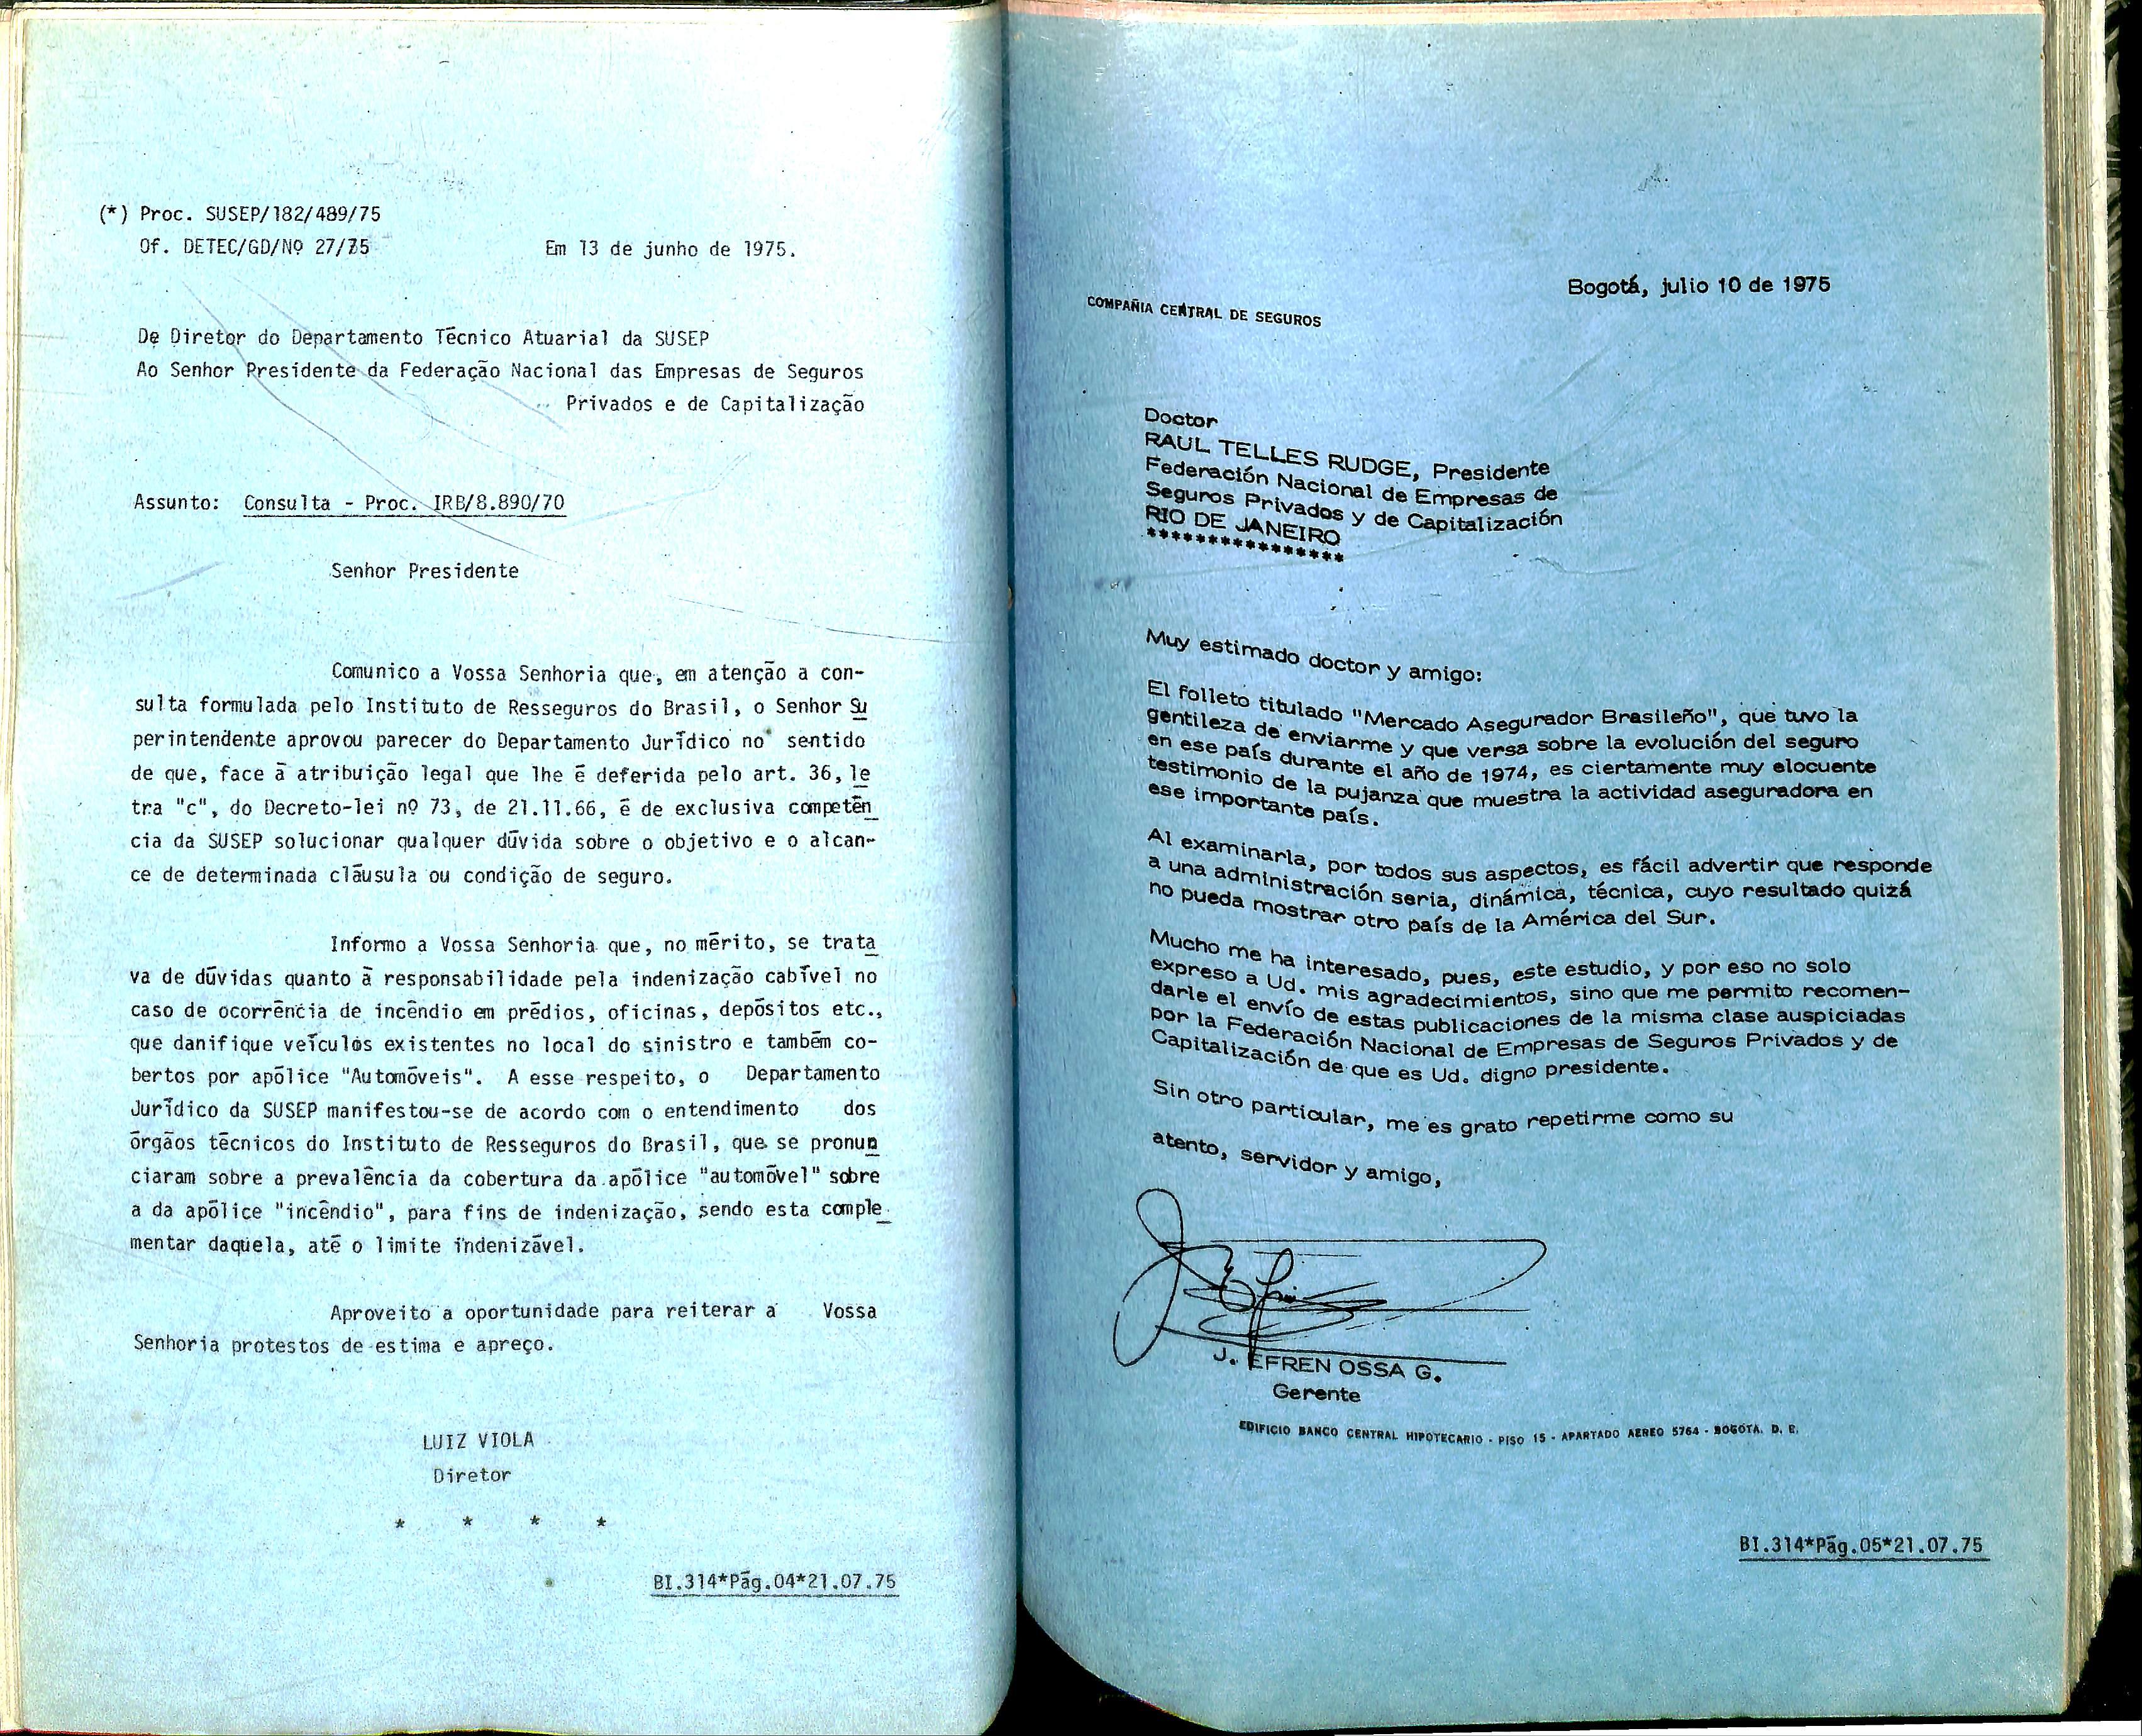 (*) Proc. SUSEP/182/489/75
Of. DETEC/GD/Nº 27/75
Em 13 de junho de 1975.
De Diretor do Departamento Técnico Atuarial da SUSEP
Ao Senhor Presidente da Federação Nacional das Empresas de Seguros
Privados e de Capitalização
Assunto: Consulta - Proc. IRB/8.890/70
Senhor Presidente
Comunico a Vossa Senhoria que, em atenção a con-
sulta formulada pelo Instituto de Resseguros do Brasil, o Senhor Su
perintendente aprovou parecer do Departamento Jurídico no sentido
de que, face à atribuição legal que lhe é deferida pelo art. 36, le
tra "c", do Decreto-lei nº 73, de 21.11.66, é de exclusiva competên
cia da SUSEP solucionar qualquer dúvida sobre o objetivo e o alcan-
ce de determinada cláusula ou condição de seguro.
Informo a Vossa Senhoria que, no mérito, se trata
va de dúvidas quanto à responsabilidade pela indenização cabível no
caso de ocorrência de incêndio em prédios, oficinas, depósitos etc.,
que danifique veículos existentes no local do sinistro e também co-
bertos por apólice "Automóveis". A esse respeito, o Departamento
Jurídico da SUSEP manifestou-se de acordo com o entendimento dos
órgãos técnicos do Instituto de Resseguros do Brasil, que se pronun
ciaram sobre a prevalência da cobertura da apólice "automóvel" sobre
a da apólice "incêndio", para fins de indenização, sendo esta comple
mentar daquela, até o limite indenizável.
Aproveito a oportunidade para reiterar a Vossa
Senhoria protestos de estima e apreço.
LUIZ VIOLA
Diretor
* * * *
BI.314*Pág.04*21.07.75
Bogotá, julio 10 de 1975
COMPAÑIA CENTRAL DE SEGUROS
Doctor
RAUL TELLES RUDGE, Presidente
Federación Nacional de Empresas de
Seguros Privados y de Capitalización
RIO DE JANEIRO
****************
Muy estimado doctor y amigo:
El folleto titulado "Mercado Asegurador Brasileño", que tuvo la
gentileza de enviarme y que versa sobre la evolución del seguro
en ese país durante el año de 1974, es ciertamente muy elocuente
testimonio de la pujanza que muestra la actividad aseguradora en
ese importante país.
Al examinarla, por todos sus aspectos, es fácil advertir que responde
a una administración seria, dinámica, técnica, cuyo resultado quizá
no pueda mostrar otro país de la América del Sur.
Mucho me ha interesado, pues, este estudio, y por eso no solo
expreso a Ud. mis agradecimientos, sino que me permito recomen-
darle el envío de estas publicaciones de la misma clase auspiciadas
por la Federación Nacional de Empresas de Seguros Privados y de
Capitalización de que es Ud. digno presidente.
Sin otro particular, me es grato repetirme como su
atento, servidor y amigo,
J. EFREN OSSA G.
Gerente
EDIFICIO BANCO CENTRAL HIPOTECARIO - PISO 15 - APARTADO AEREO 5764 - BOGOTA. D. E.
BI.314*Pág.05*21.07.75